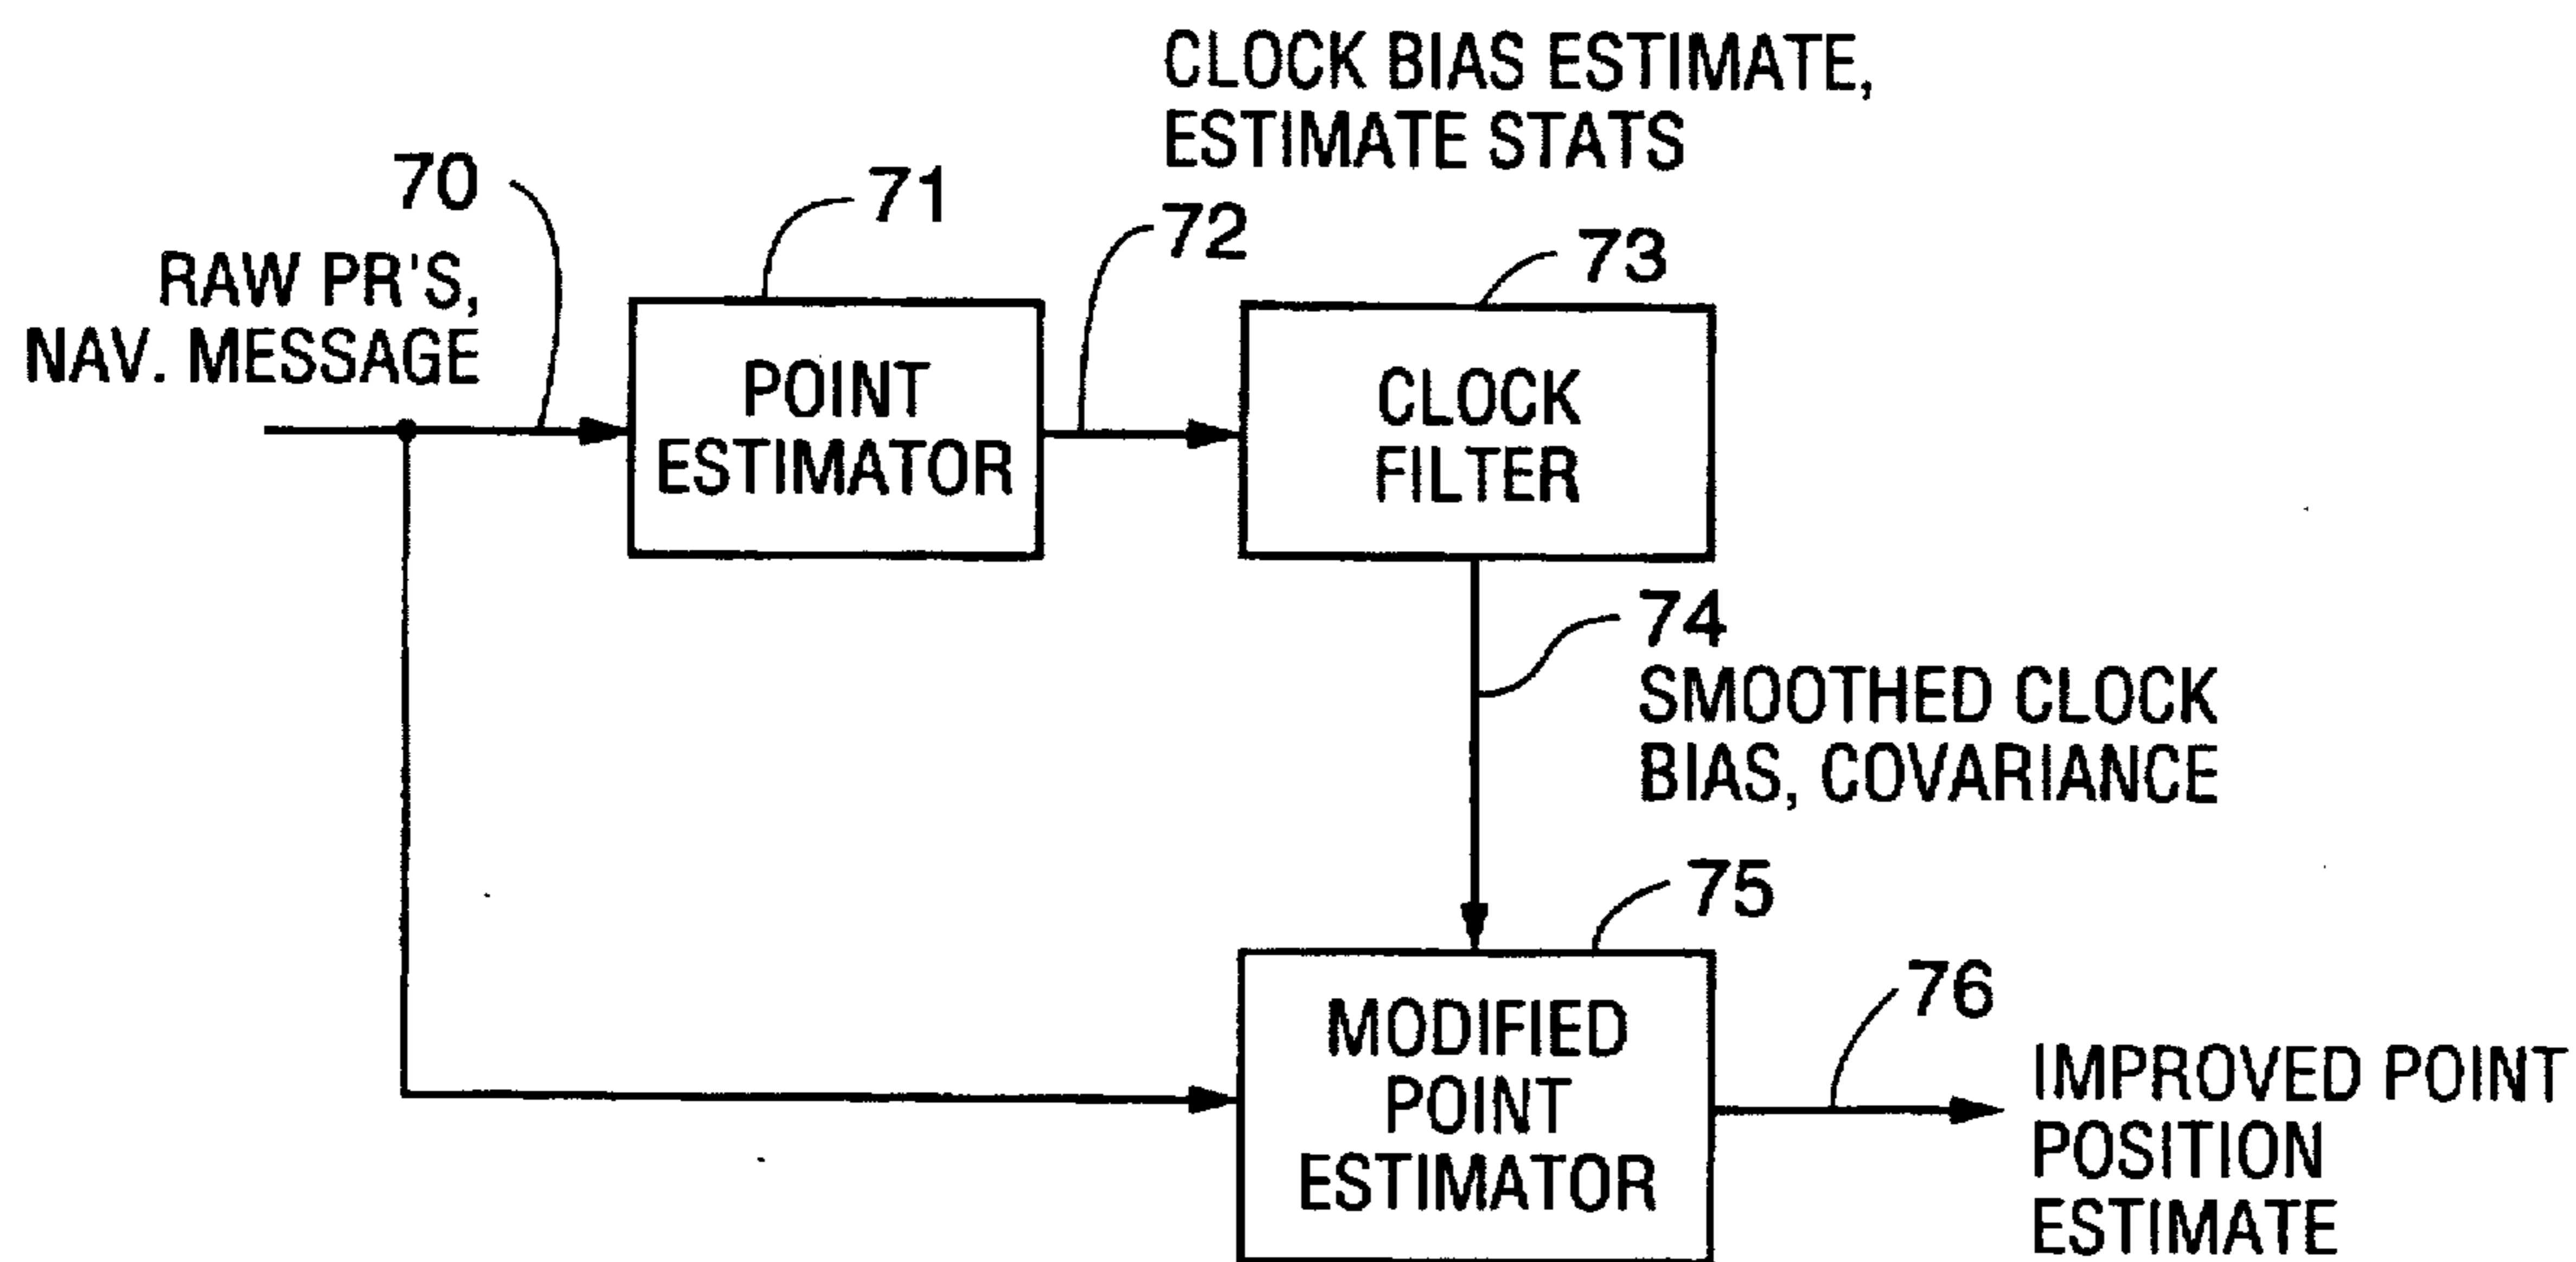 CLOCK BIAS ESTIMATE,
ESTIMATE STATS
70
71
72
73
RAW PR'S,
NAV. MESSAGE
POINT
ESTIMATOR
CLOCK
FILTER
74
SMOOTHED CLOCK
BIAS, COVARIANCE
75
MODIFIED
POINT
ESTIMATOR
76
IMPROVED POINT
POSITION
ESTIMATE